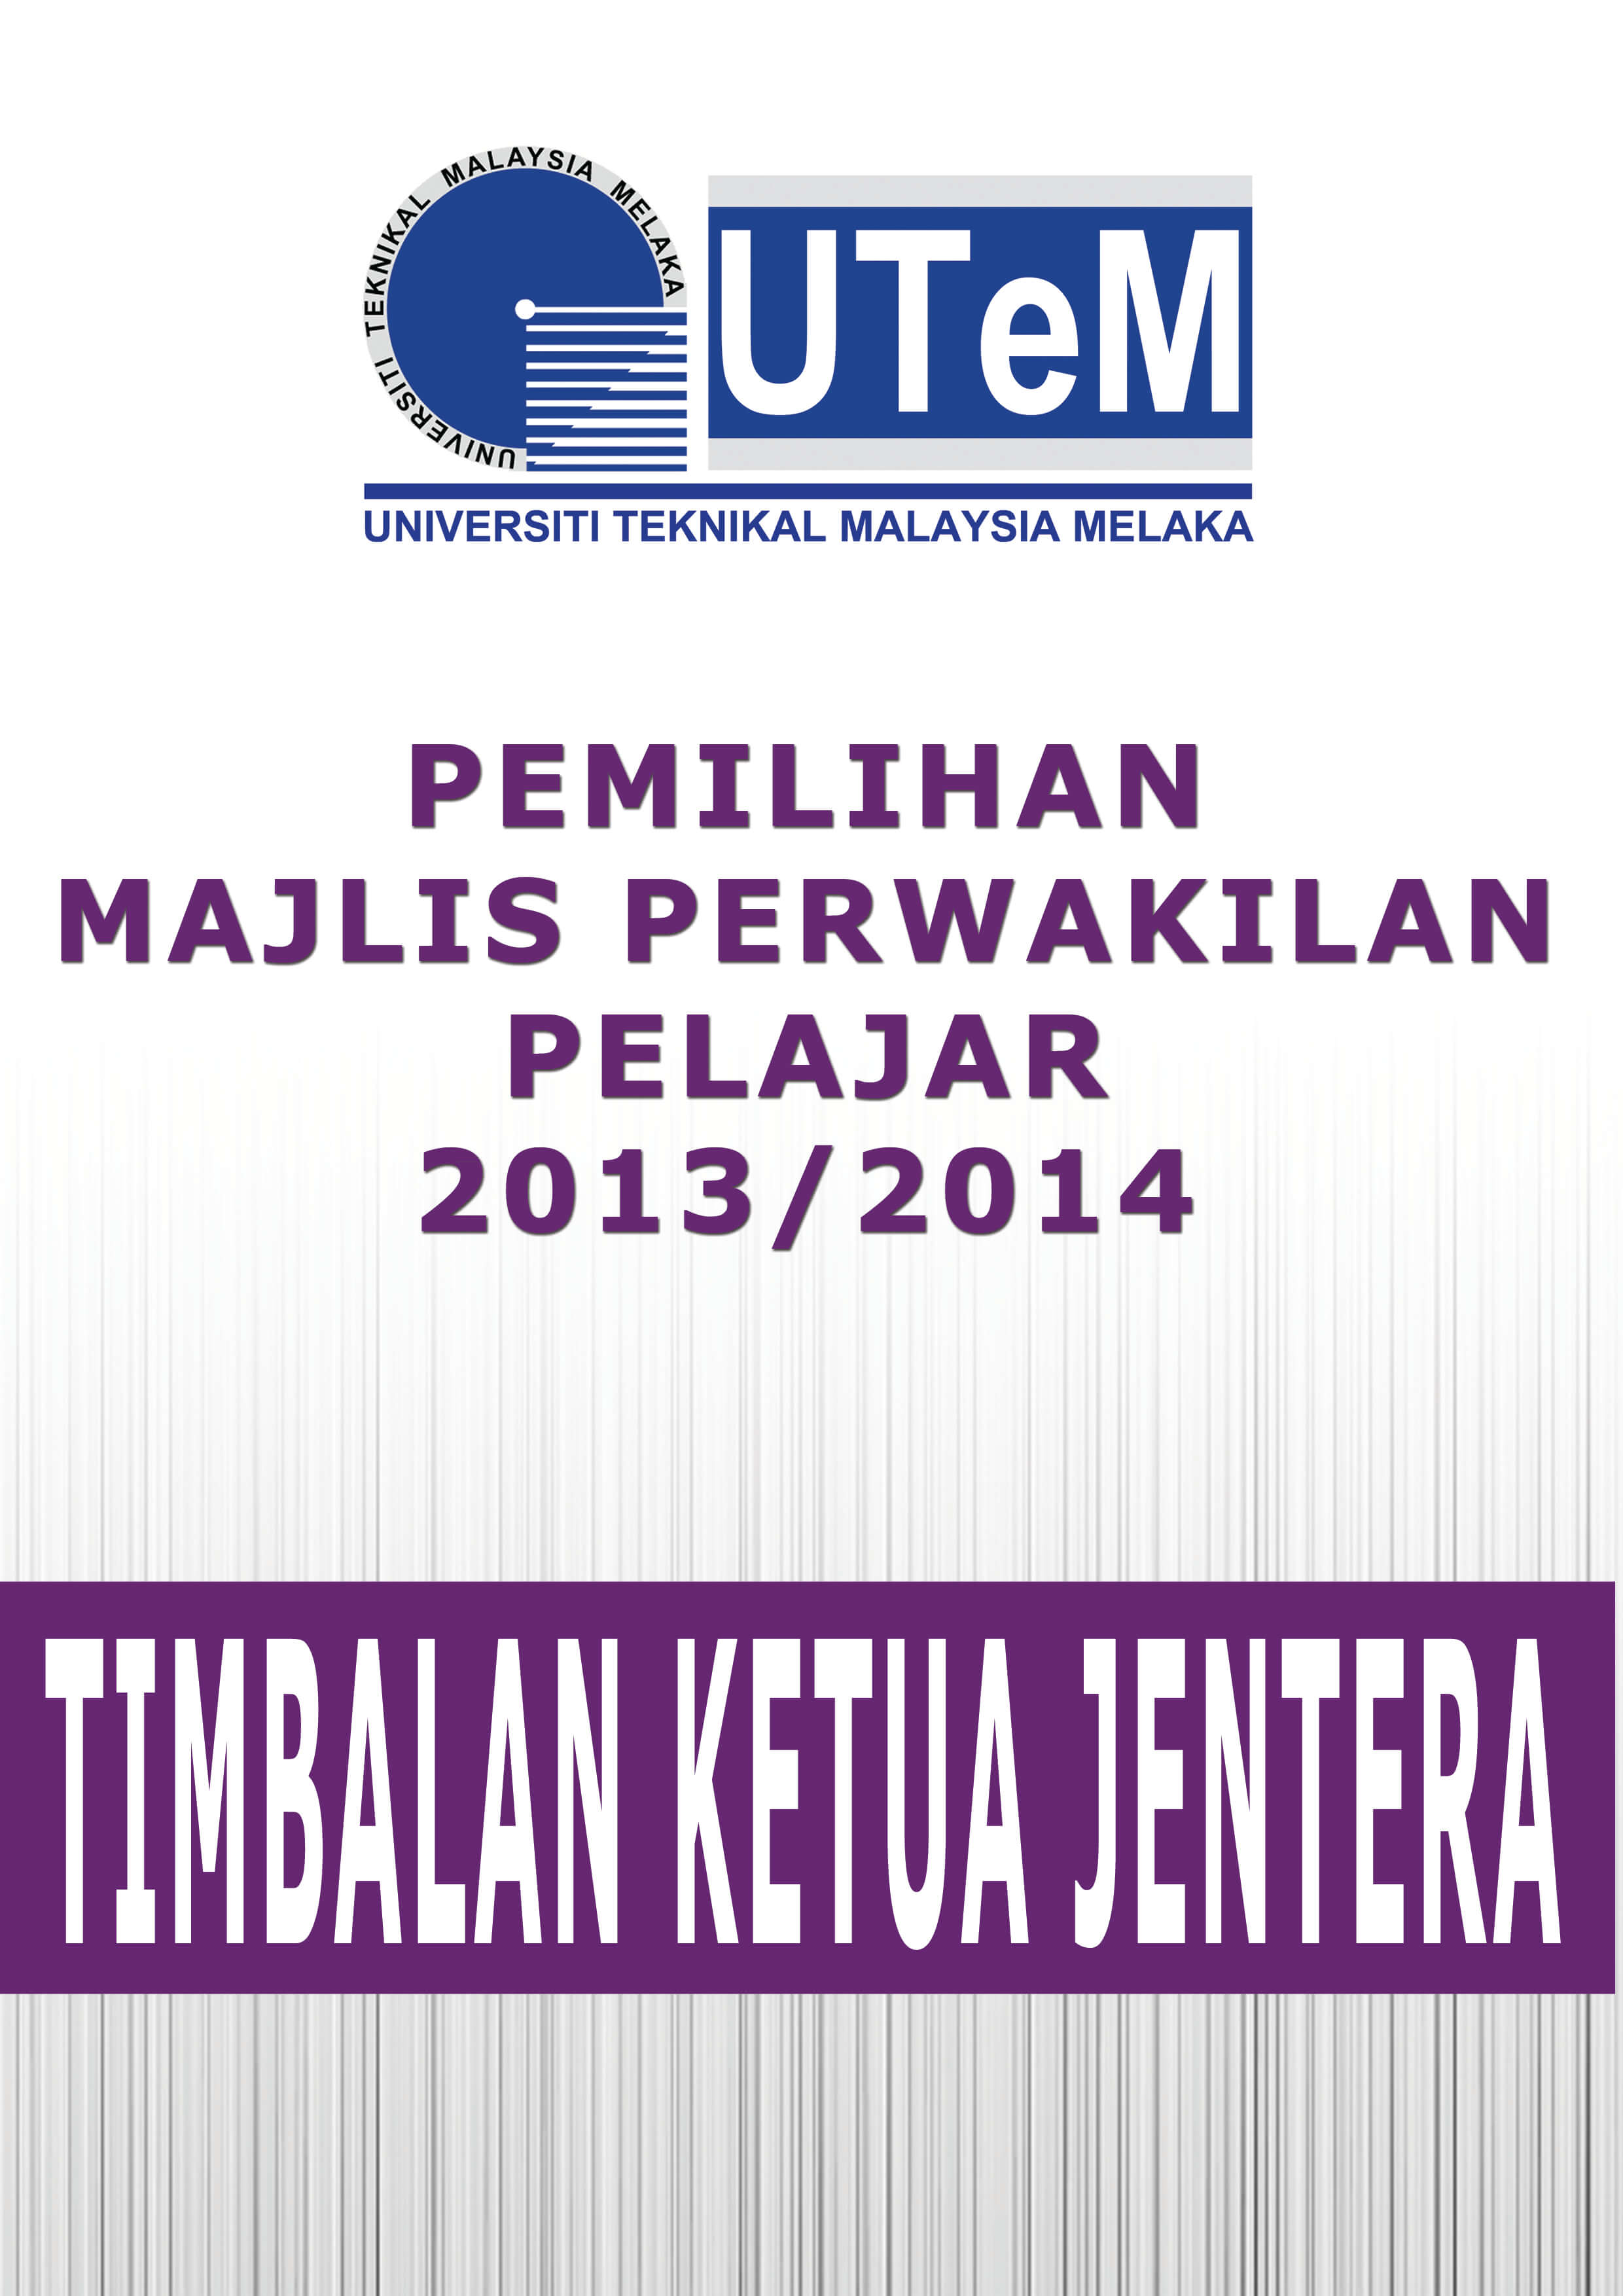 UNIVERSITI TEKNIKAL MALAYSIA MELAKA
UTeM
UNIVERSITI TEKNIKAL MALAYSIA MELAKA
PEMILIHAN
MAJLIS PERWAKILAN
PELAJAR
2013/2014
TIMBALAN KETUA JENTERA